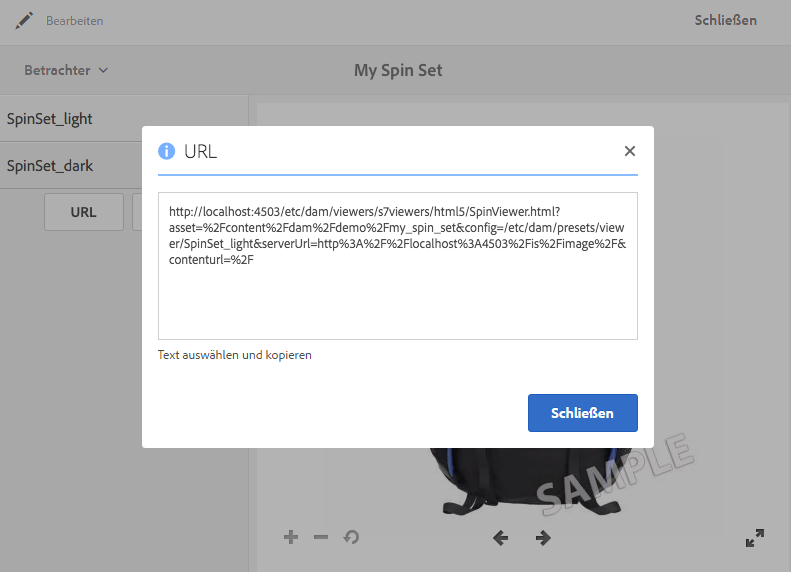 Bearbeiten
Schließen
Betrachter
My Spin Set
SpinSet_light
SpinSet_dark
URL
URL
http://localhost:4503/etc/dam/viewers/s7viewers/html5/SpinViewer.html?
asset=%2Fcontent%2Fdam%2Fdemo%2Fmy_spin_set&config=/etc/dam/presets/view
er/SpinSet_light&serverUrl=http%3A%2F%2Flocalhost%3A4503%2Fis%2Fimage%2F&
contenturl=%2F
Text auswählen und kopieren
Schließen
SAMPLE